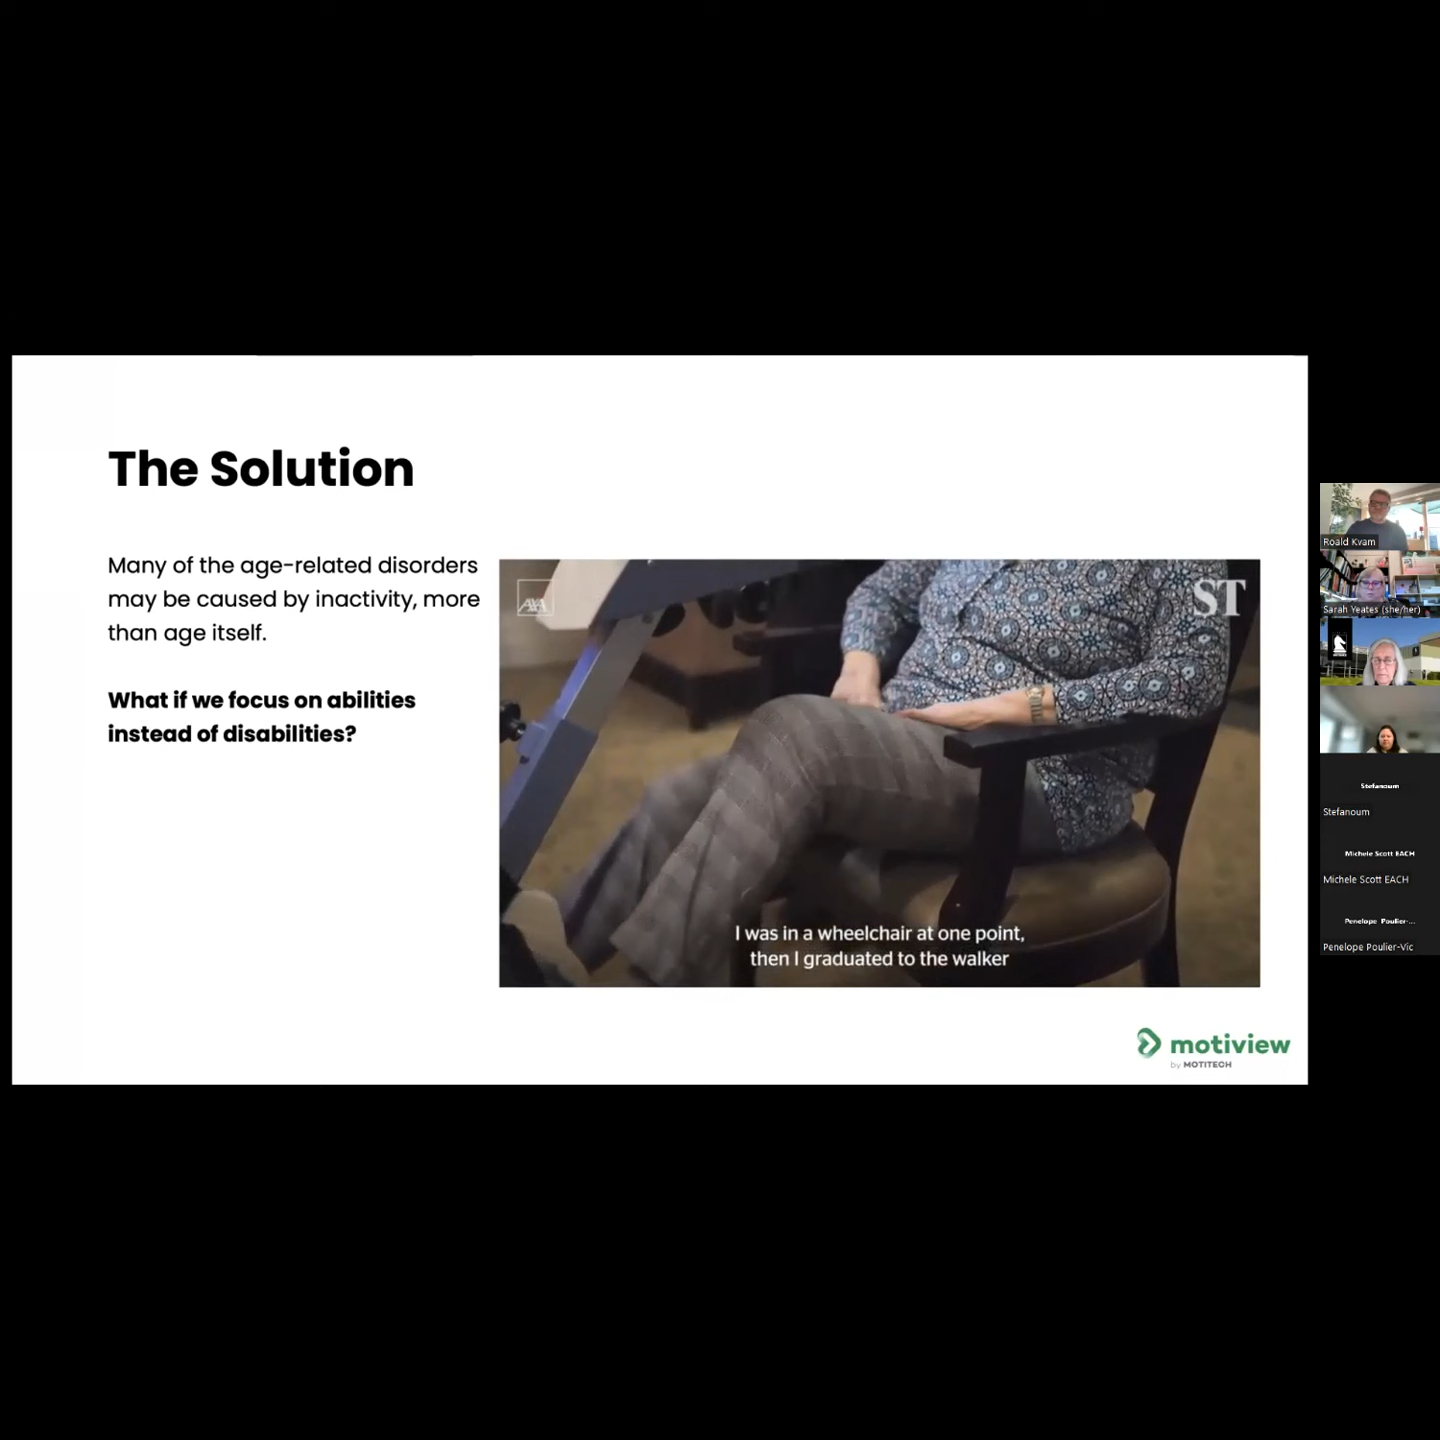 The Solution
Many of the age-related disorders
may be caused by inactivity, more
than age itself.
What if we focus on abilities
instead of disabilities?
AXA
ST
I was in a wheelchair at one point,
then I graduated to the walker
motiview
by MOTITECH
Roald Kvam
Sarah Yeates (she/her)
Stefanoum
Stefanoum
Michele Scott EACH
Michele Scott EACH
Penelope Poulier-...
Penelope Poulier-Vic